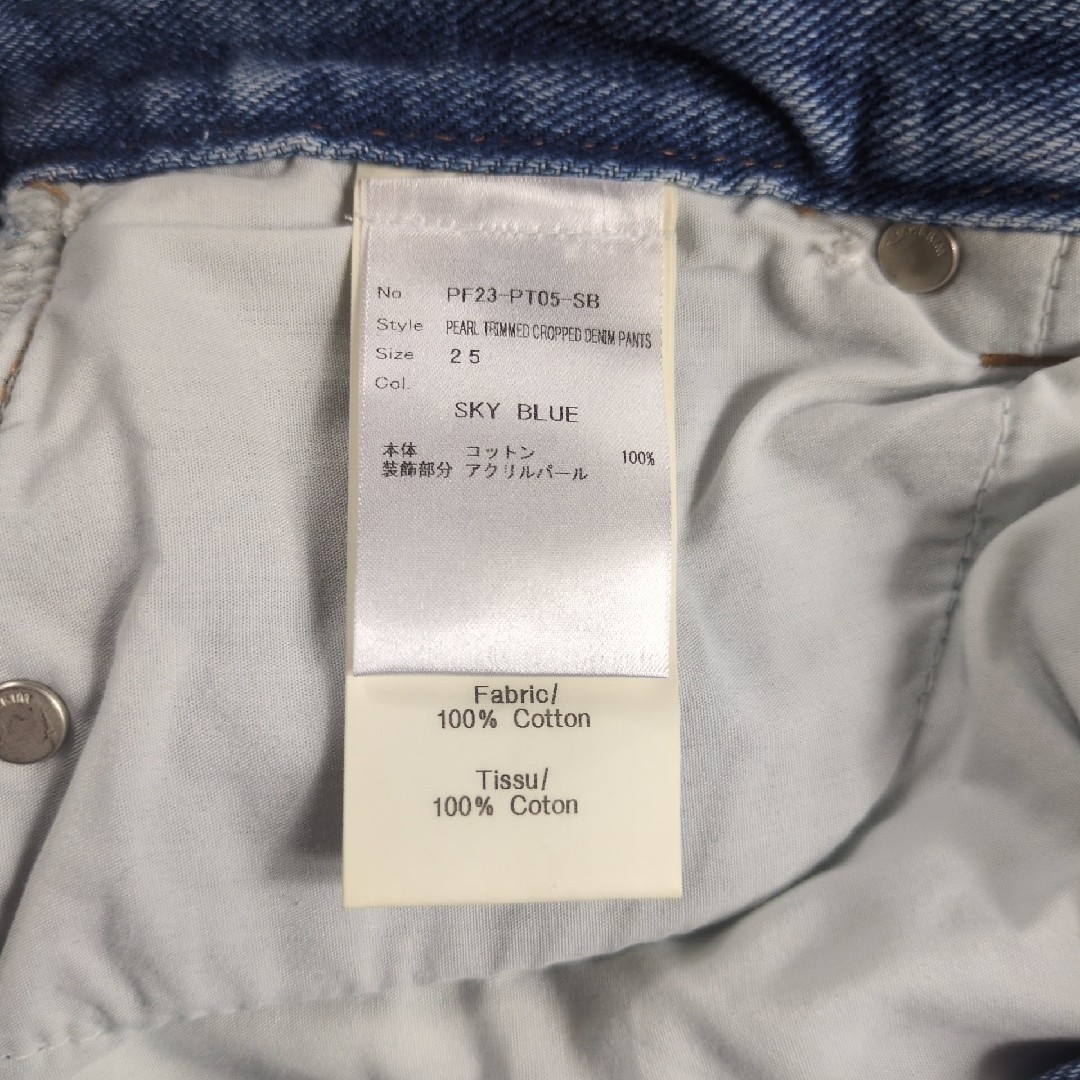 No PF23-PT05-SB
Style PEARL TRIMMED CROPPED DENIM PANTS
Size 25
Col.
SKY BLUE
本体 コットン 100%
装飾部分 アクリルパール
Fabric/
100% Cotton
Tissu/
100% Coton